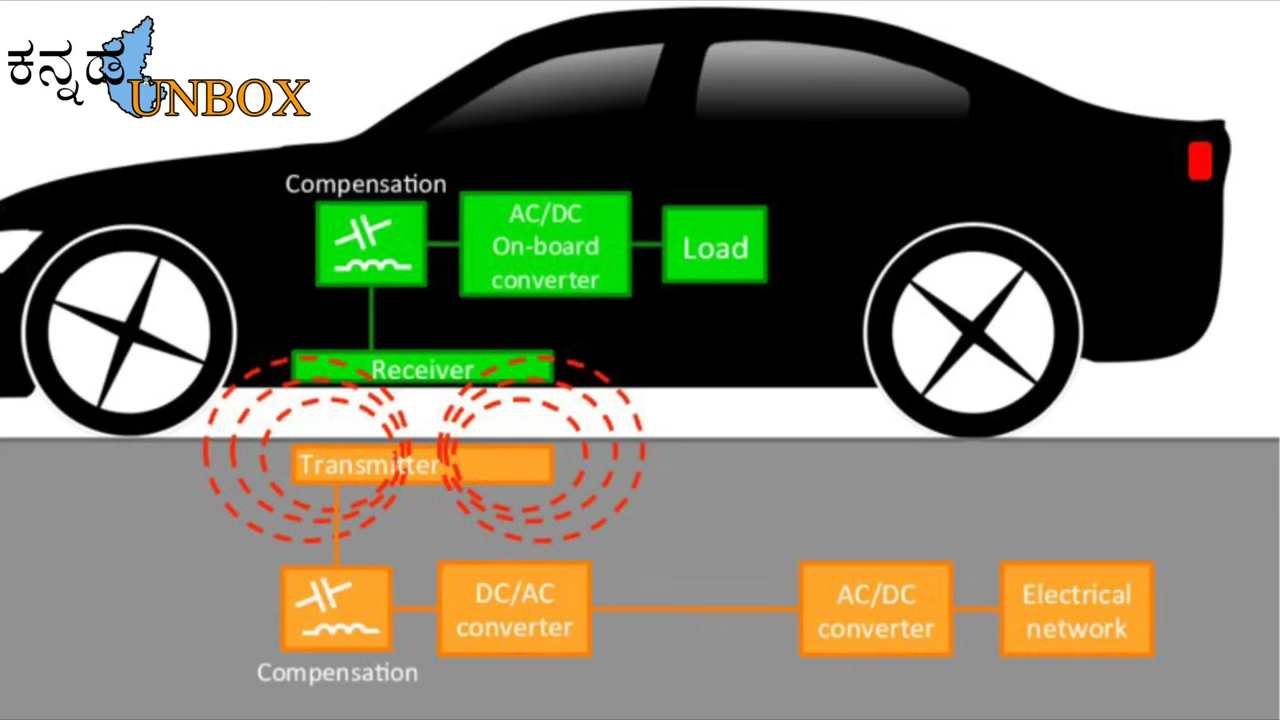 ಕನ್ನಡ
UNBOX
Compensation
AC/DC
On-board
converter
Load
Receiver
Transmitter
DC/AC
converter
AC/DC
converter
Electrical
network
Compensation